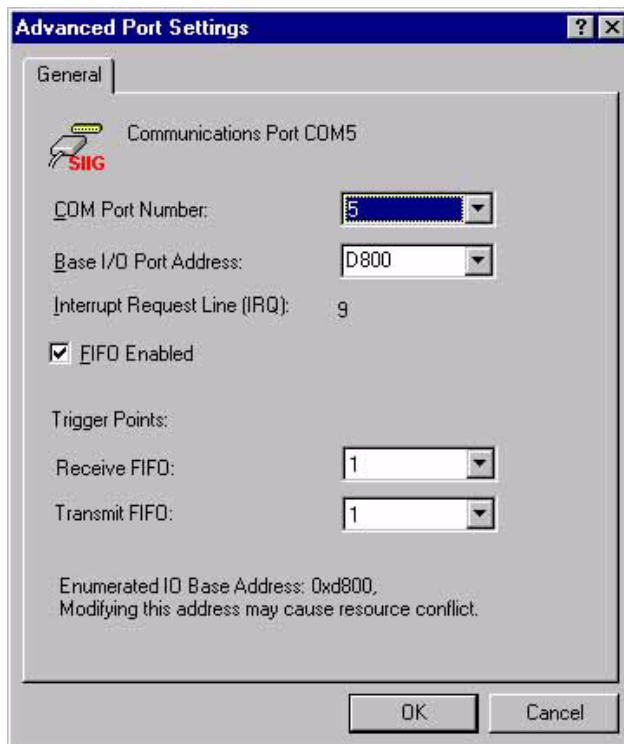 Advanced Port Settings
General
SIIG
Communications Port COM5
COM Port Number: 5
Base I/O Port Address: D800
Interrupt Request Line (IRQ): 9
FIFO Enabled
Trigger Points:
Receive FIFO: 1
Transmit FIFO: 1
Enumerated IO Base Address: 0xd800,
Modifying this address may cause resource conflict.
OK Cancel